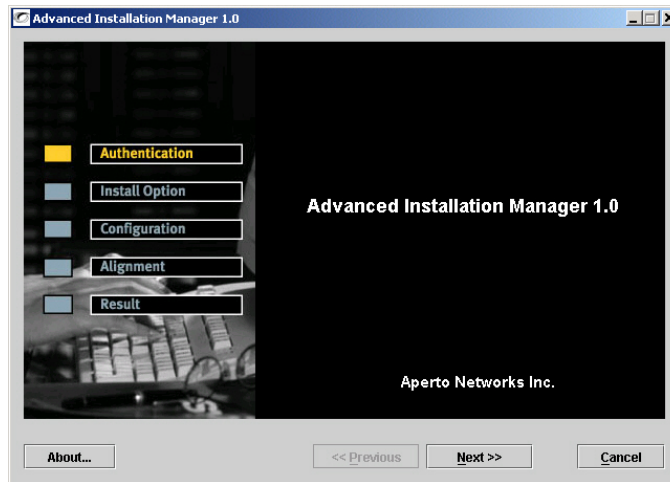 Advanced Installation Manager 1.0
Authentication
Install Option
Configuration
Alignment
Result
Advanced Installation Manager 1.0
Aperto Networks Inc.
About...
<< Previous
Next >>
Cancel